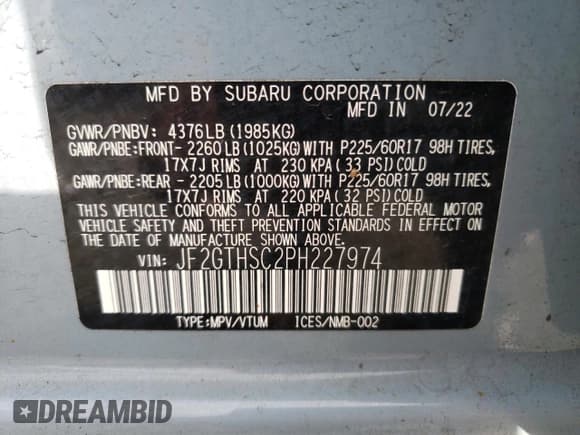 MFD BY SUBARU CORPORATION
MFD IN 07/22
GVWR/PNBV: 4376LB(1985KG)
GAWR/PNBE:FRONT- 2260LB(1025KG)WITH P225/60R17 98H TIRES,
17X7J RIMS AT 230 KPA( 33 PSI)COLD
GAWR/PNBE:REAR - 2205LB(1000KG)WITH P225/60R17 98H TIRES,
17X7J RIMS AT 220 KPA( 32 PSI)COLD
THIS VEHICLE CONFORMS TO ALL APPLICABLE FEDERAL MOTOR
VEHICLE SAFETY AND THEFT PREVENTION STANDARDS IN
EFFECT ON THE DATE OF MANUFACTURE SHOWN ABOVE.
VIN: JF2GTHSC2PH227974
TYPE:MPV/VTUM ICES/NMB-002
DREAMBID